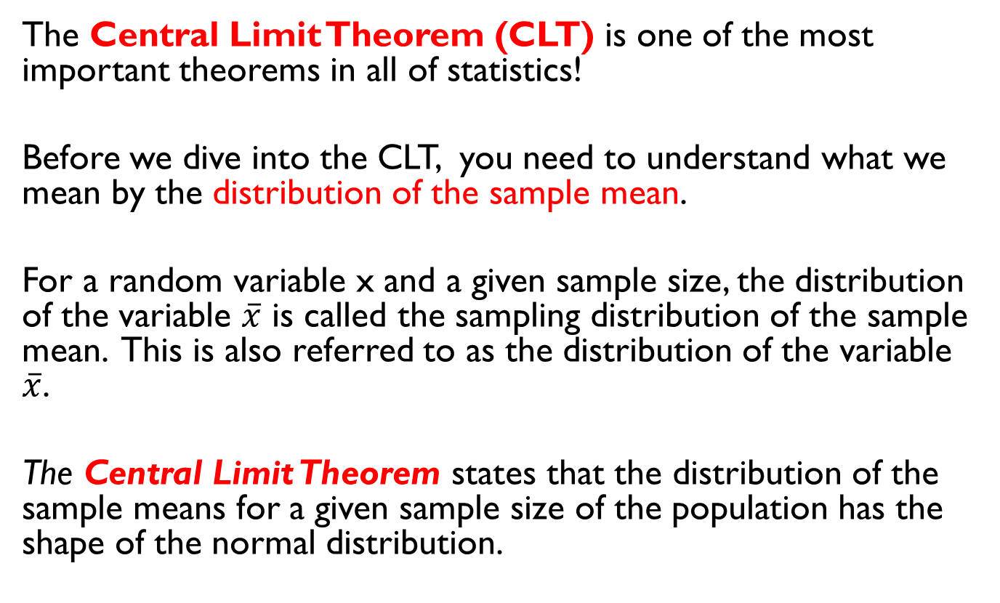 The Central Limit Theorem (CLT) is one of the most
important theorems in all of statistics!
Before we dive into the CLT,  you need to understand what we
mean by the distribution of the sample mean.
For a random variable x and a given sample size, the distribution
of the variable x̄ is called the sampling distribution of the sample
mean.  This is also referred to as the distribution of the variable
x̄.
The Central Limit Theorem states that the distribution of the
sample means for a given sample size of the population has the
shape of the normal distribution.